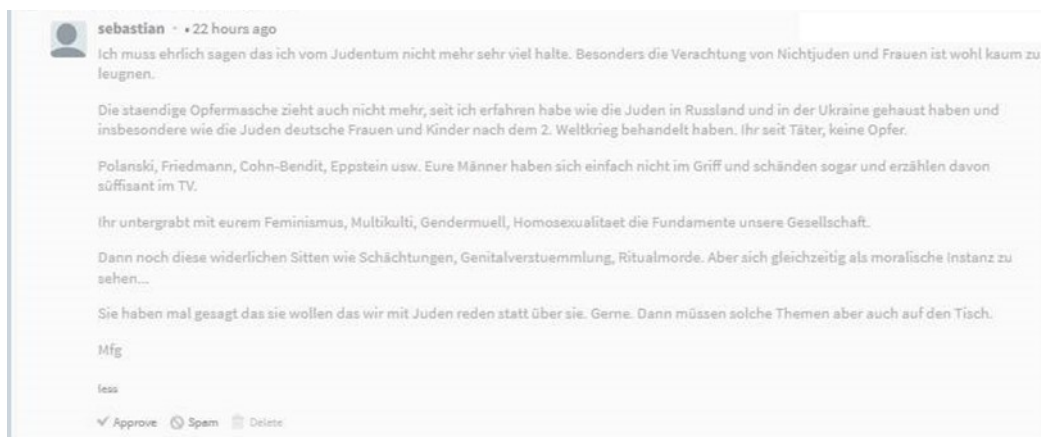 sebastian - • 22 hours ago
Ich muss ehrlich sagen das ich vom Judentum nicht mehr sehr viel halte. Besonders die Verachtung von Nichtjuden und Frauen ist wohl kaum zu
leugnen.
Die staendige Opfermasche zieht auch nicht mehr, seit ich erfahren habe wie die Juden in Russland und in der Ukraine gehaust haben und
insbesondere wie die Juden deutsche Frauen und Kinder nach dem 2. Weltkrieg behandelt haben. Ihr seit Täter, keine Opfer.
Polanski, Friedmann, Cohn-Bendit, Eppstein usw. Eure Männer haben sich einfach nicht im Griff und schänden sogar und erzählen davon
süffisant im TV.
Ihr untergrabt mit eurem Feminismus, Multikulti, Gendermuell, Homosexualitaet die Fundamente unsere Gesellschaft.
Dann noch diese widerlichen Sitten wie Schächtungen, Genitalverstuemmlung, Ritualmorde. Aber sich gleichzeitig als moralische Instanz zu
sehen...
Sie haben mal gesagt das sie wollen das wir mit Juden reden statt über sie. Gerne. Dann müssen solche Themen aber auch auf den Tisch.
Mfg
less
Approve Spam Delete